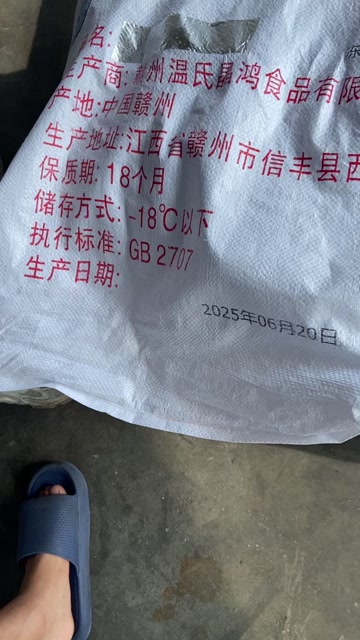 名:
生产商: 赣州温氏晶鸿食品有限
产地: 中国赣州
生产地址: 江西省赣州市信丰县西
保质期: 18个月
储存方式: -18℃以下
执行标准: GB 2707
生产日期:
2025年06月20日